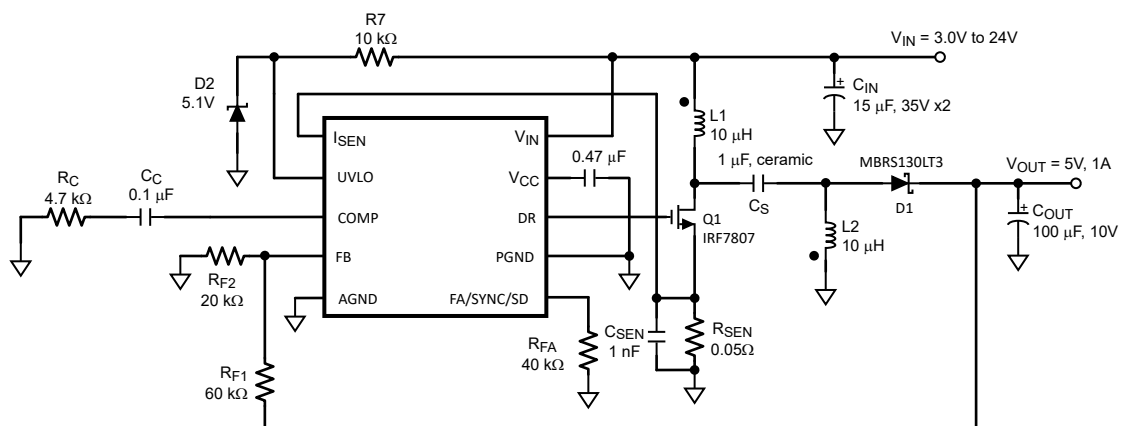 R7
10 kΩ
VIN = 3.0V to 24V
D2
5.1V
CIN
15 μF, 35V x2
L1
10 μH
ISEN
VIN
0.47 μF
1 μF, ceramic
MBRS130LT3
VOUT = 5V, 1A
RC
4.7 kΩ
CC
0.1 μF
UVLO
VCC
CS
D1
COMP
DR
Q1
IRF7807
L2
10 μH
COUT
100 μF, 10V
RF2
20 kΩ
FB
PGND
AGND
FA/SYNC/SD
RFA
40 kΩ
CSEN
1 nF
RSEN
0.05Ω
RF1
60 kΩ